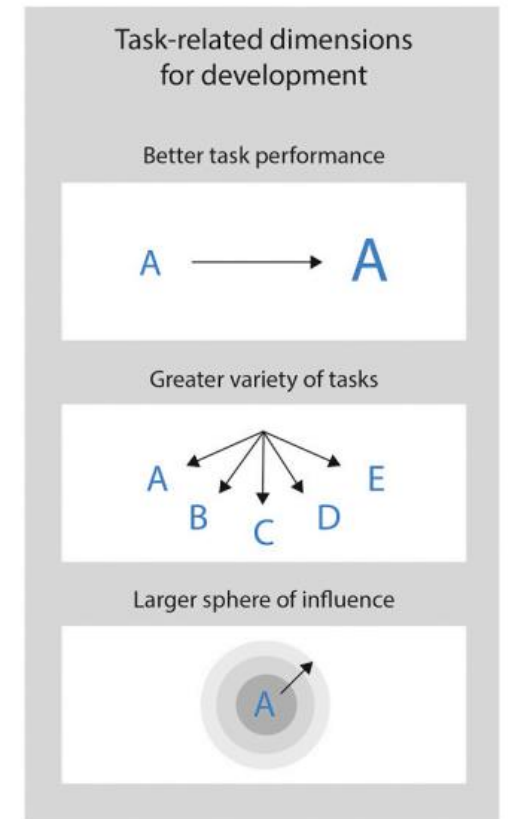 Task-related dimensions
for development
Better task performance
A
A
Greater variety of tasks
A
B
C
D
E
Larger sphere of influence
A